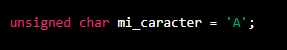 unsigned char mi_caracter = 'A';